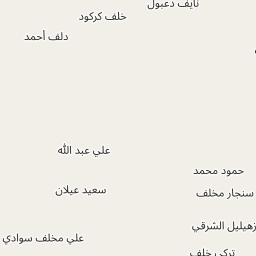 نايف دعبول
خلف كركود
دلف أحمد
علي عبد الله
حمود محمد
سعيد عيلان
سنجار مخلف
زهيليل الشرقي
علي مخلف سوادي
تركي خلف